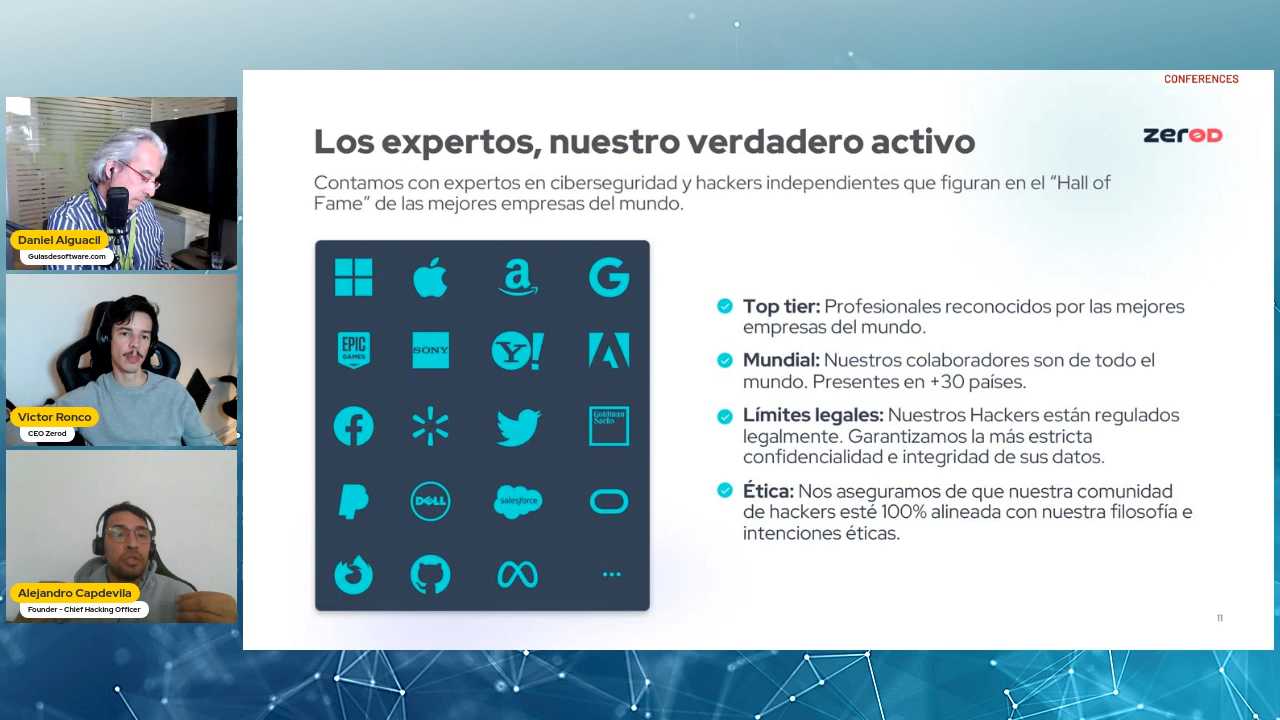 CONFERENCES
zeroD
Los expertos, nuestro verdadero activo
Contamos con expertos en ciberseguridad y hackers independientes que figuran en el "Hall of
Fame" de las mejores empresas del mundo.
EPIC
GAMES
SONY
Y!
Goldman
Sachs
DELL
salesforce
...
Top tier: Profesionales reconocidos por las mejores
empresas del mundo.
Mundial: Nuestros colaboradores son de todo el
mundo. Presentes en +30 países.
Límites legales: Nuestros Hackers están regulados
legalmente. Garantizamos la más estricta
confidencialidad e integridad de sus datos.
Ética: Nos aseguramos de que nuestra comunidad
de hackers esté 100% alineada con nuestra filosofía e
intenciones éticas.
11
Daniel Aiguacil
Guiasdesoftware.com
Victor Ronco
CEO Zerod
Alejandro Capdevila
Founder - Chief Hacking Officer